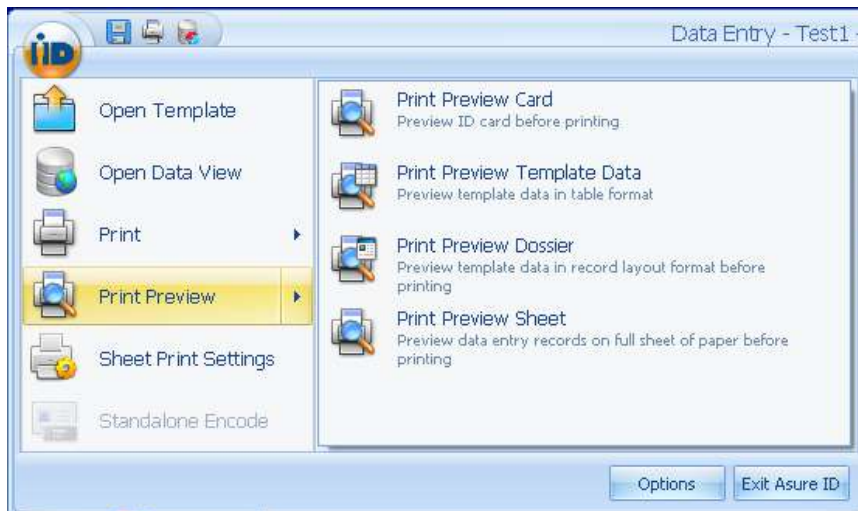 iID
Data Entry - Test1 -
Open Template
Open Data View
Print
Print Preview
Sheet Print Settings
Standalone Encode
Print Preview Card
Preview ID card before printing
Print Preview Template Data
Preview template data in table format
Print Preview Dossier
Preview template data in record layout format before
printing
Print Preview Sheet
Preview data entry records on full sheet of paper before
printing
Options
Exit Asure ID